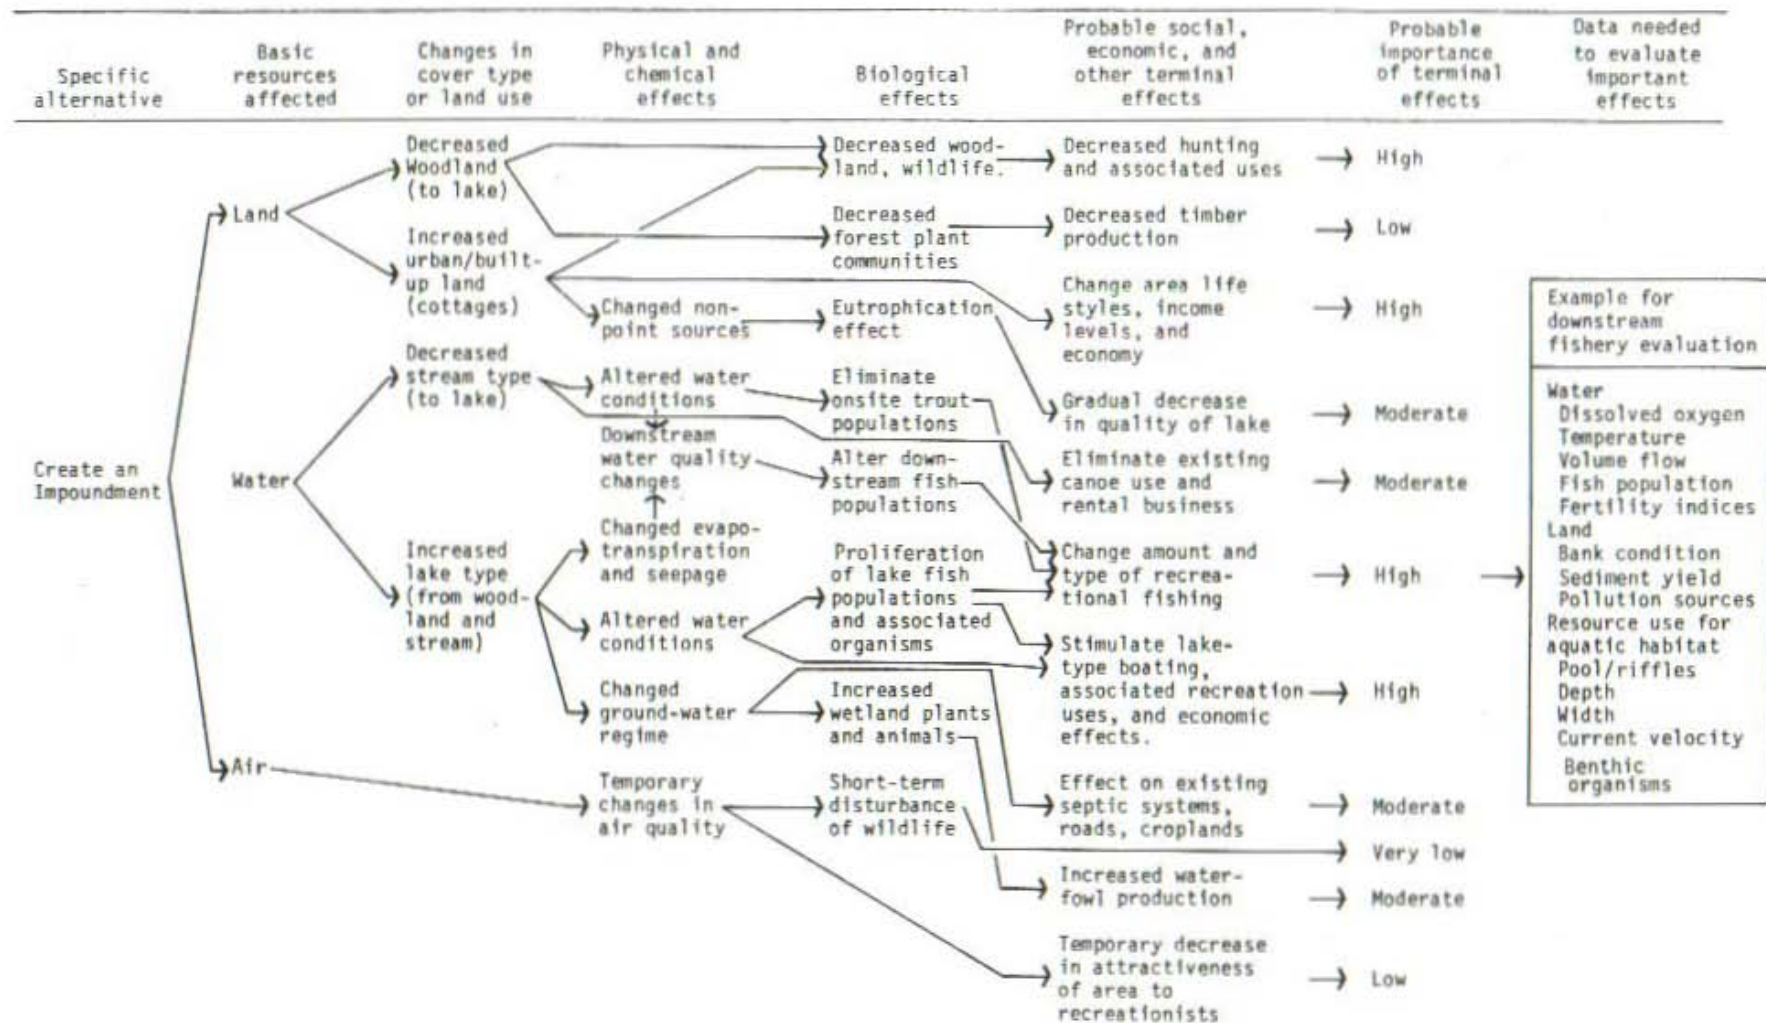 Specific
alternative
Basic
resources
affected
Changes in
cover type
or land use
Physical and
chemical
effects
Biological
effects
Probable social,
economic, and
other terminal
effects
Probable
importance
of terminal
effects
Data needed
to evaluate
important
effects
Create an
Impoundment
Land
Water
Air
Decreased
Woodland
(to lake)
Increased
urban/built-
up land
(cottages)
Decreased
stream type
(to lake)
Increased
lake type
(from wood-
land and
stream)
Changed non-
point sources
Altered water
conditions
Downstream
water quality
changes
Changed evapo-
transpiration
and seepage
Altered water
conditions
Changed
ground-water
regime
Temporary
changes in
air quality
Decreased wood-
land, wildlife.
Decreased
forest plant
communities
Eutrophication
effect
Eliminate
onsite trout
populations
Alter down-
stream fish
populations
Proliferation
of lake fish
populations
and associated
organisms
Increased
wetland plants
and animals
Short-term
disturbance
of wildlife
Decreased hunting
and associated uses
Decreased timber
production
Change area life
styles, income
levels, and
economy
Gradual decrease
in quality of lake
Eliminate existing
canoe use and
rental business
Change amount and
type of recrea-
tional fishing
Stimulate lake-
type boating,
associated recreation
uses, and economic
effects.
Effect on existing
septic systems,
roads, croplands
Increased water-
fowl production
Temporary decrease
in attractiveness
of area to
recreationists
High
Low
High
Moderate
Moderate
High
High
Moderate
Very low
Moderate
Low
Example for
downstream
fishery evaluation
Water
Dissolved oxygen
Temperature
Volume flow
Fish population
Fertility indices
Land
Bank condition
Sediment yield
Pollution sources
Resource use for
aquatic habitat
Pool/riffles
Depth
Width
Current velocity
Benthic
organisms